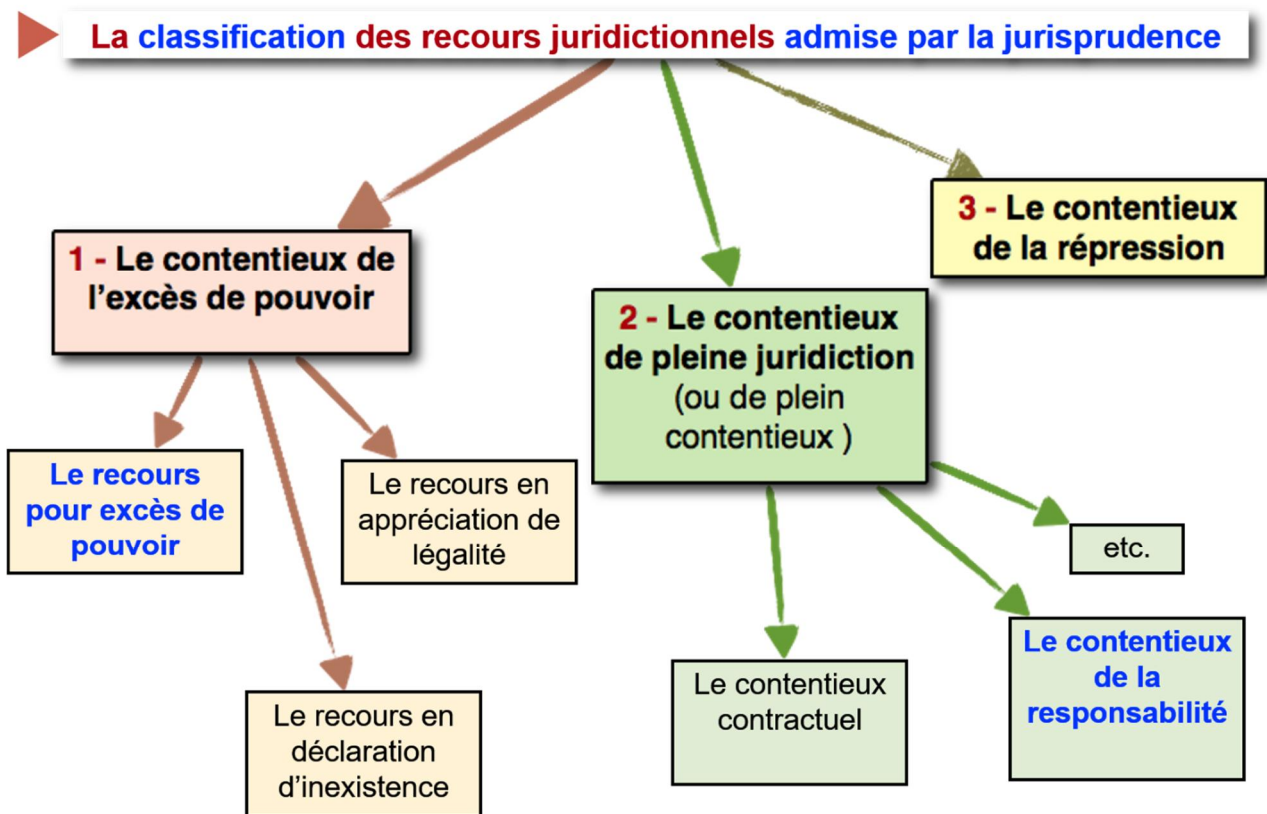 La classification des recours juridictionnels admise par la jurisprudence
1 - Le contentieux de
l'excès de pouvoir
Le recours
pour excès de
pouvoir
Le recours en
déclaration
d'inexistence
Le recours en
appréciation de
légalité
2 - Le contentieux
de pleine juridiction
(ou de plein
contentieux )
Le contentieux
contractuel
Le contentieux
de la
responsabilité
etc.
3 - Le contentieux
de la répression